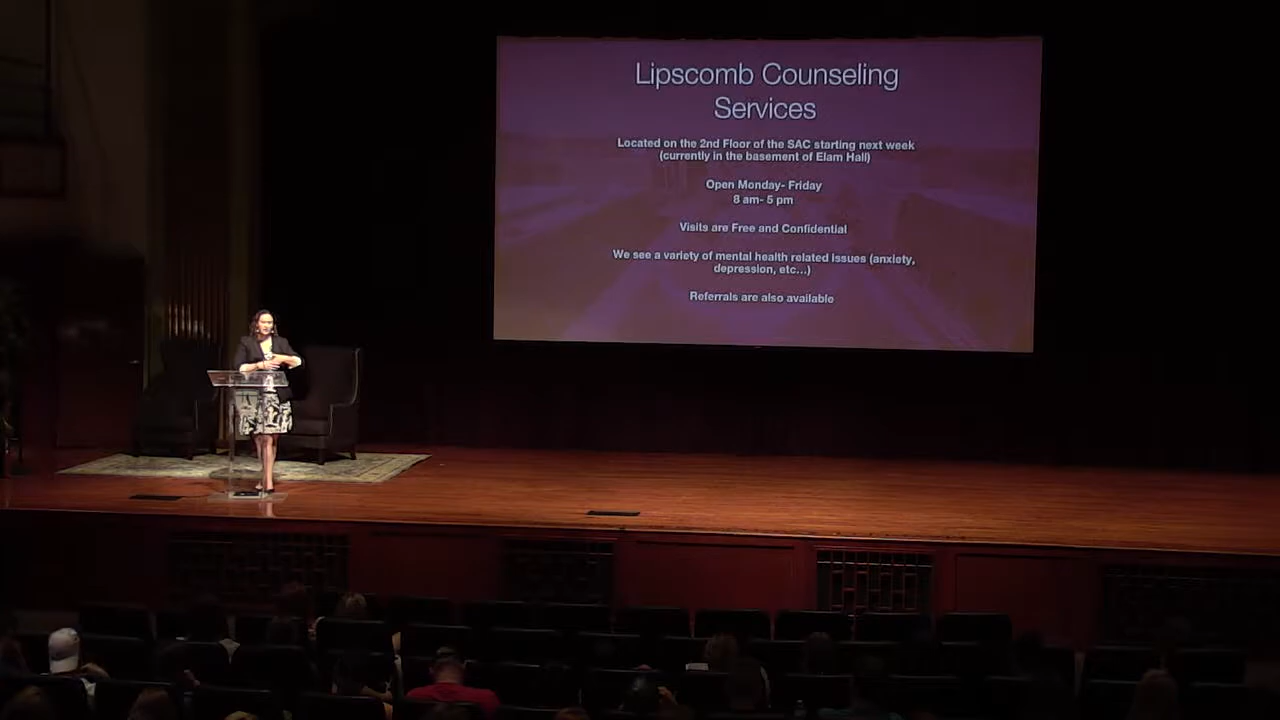 Lipscomb Counseling
Services
Located on the 2nd Floor of the SAC starting next week
(currently in the basement of Elam Hall)
Open Monday- Friday
8 am- 5 pm
Visits are Free and Confidential
We see a variety of mental health related issues (anxiety,
depression, etc...)
Referrals are also available